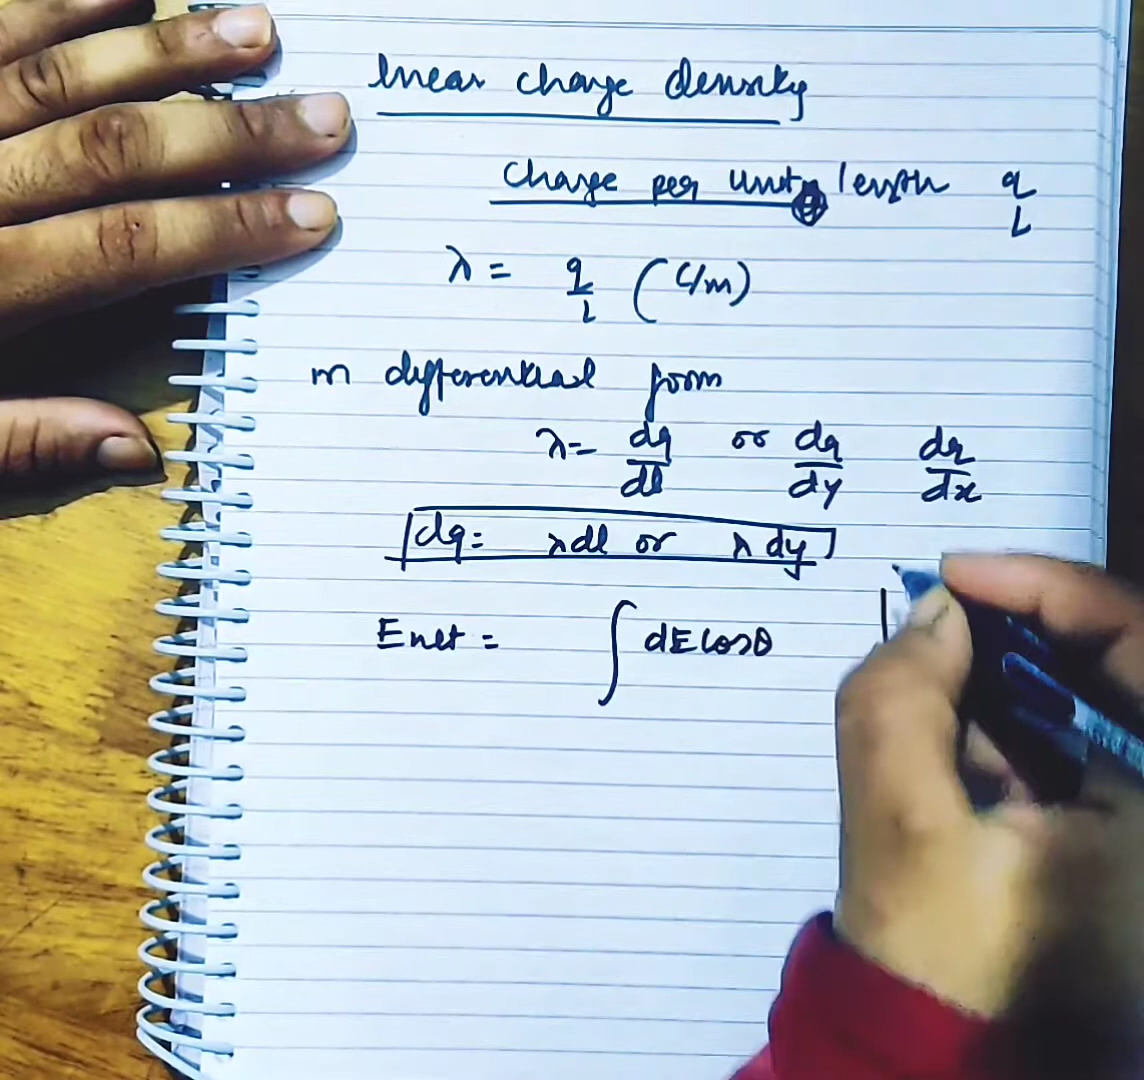 linear charge density
charge per unit length q/L
λ = q/L (C/m)
in differential form
λ = dq/dl or dq/dy dq/dx
dq = λdl or λdy
Enet = ∫ dE cosθ